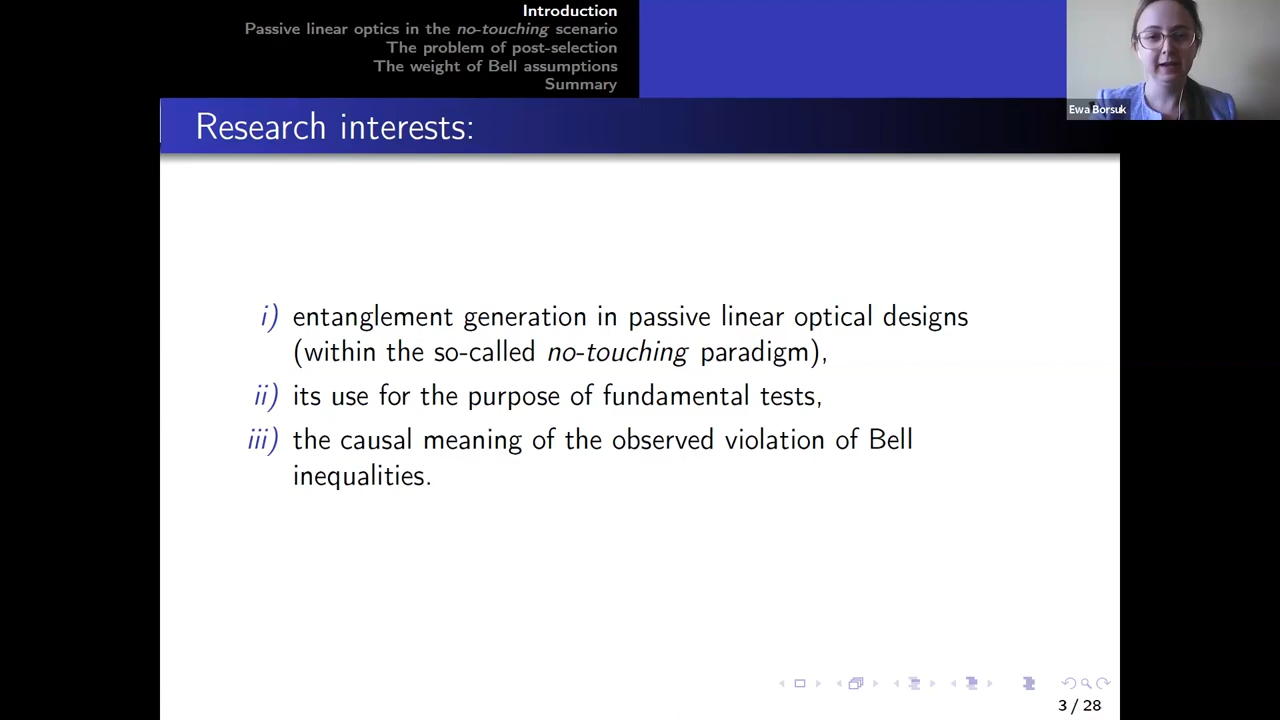 Introduction
Passive linear optics in the no-touching scenario
The problem of post-selection
The weight of Bell assumptions
Summary
Ewa Borsuk
Research interests:
i) entanglement generation in passive linear optical designs
(within the so-called no-touching paradigm),
ii) its use for the purpose of fundamental tests,
iii) the causal meaning of the observed violation of Bell
inequalities.
3 / 28